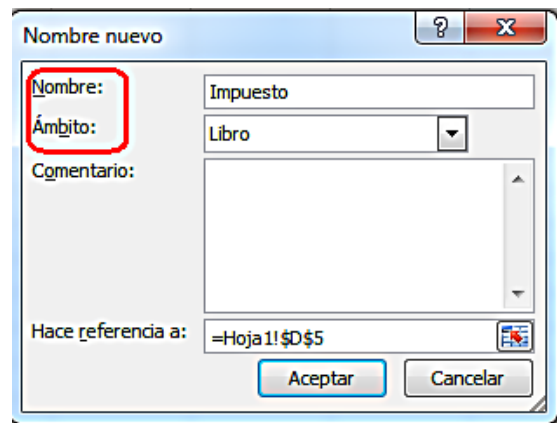 Nombre nuevo
Nombre: Impuesto
Ámbito: Libro
Comentario:
Hace referencia a: =Hoja1!$D$5
Aceptar Cancelar